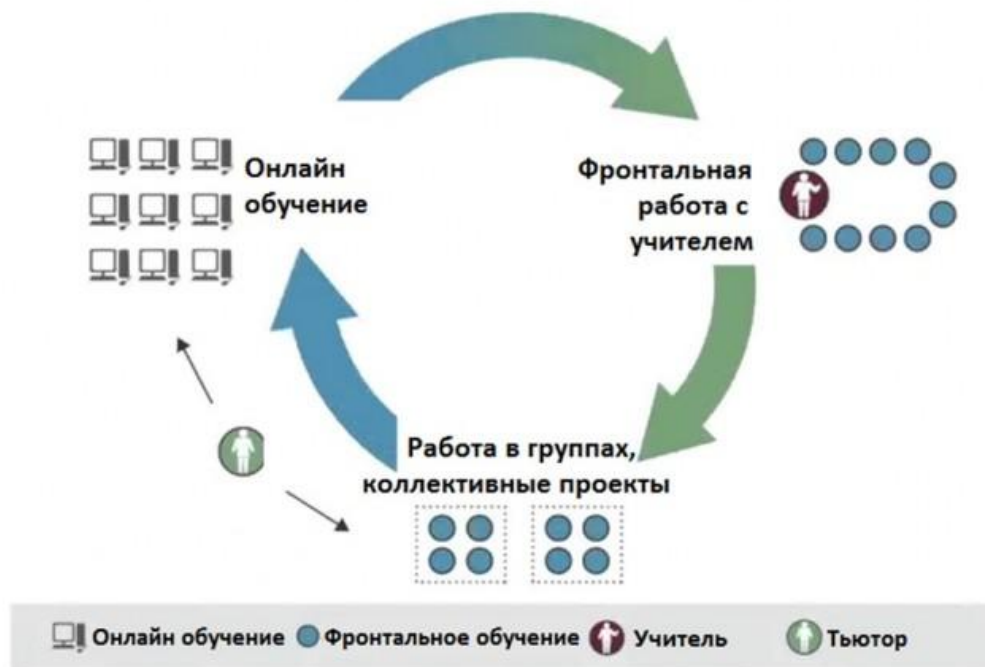 Онлайн
обучение
Фронтальная
работа с
учителем
Работа в группах,
коллективные проекты
Онлайн обучение Фронтальное обучение Учитель Тьютор